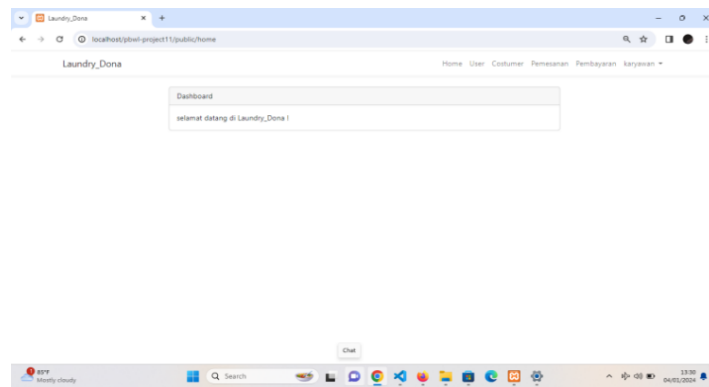 Laundry_Dona
localhost/pbwl-project11/public/home
Laundry_Dona
Home User Costumer Pemesanan Pembayaran karyawan
Dashboard
selamat datang di Laundry_Dona !
Chat
83°F
Mostly cloudy
Search
13:30
04/01/2024